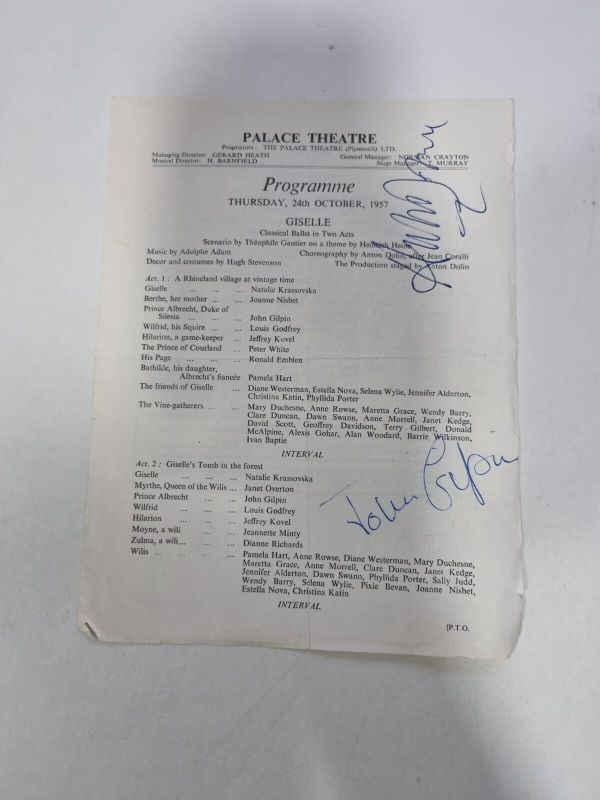 PALACE THEATRE
Proprietors: THE PALACE THEATRE (Plymouth) LTD.
Managing Director: GERARD HEATH General Manager: NORMAN CRAYTON
Musical Director: H. BARNFIELD Stage Manager: T. MURRAY
Programme
THURSDAY, 24th OCTOBER, 1957
GISELLE
Classical Ballet in Two Acts
Scenario by Théophile Gautier on a theme by Heinrich Heine
Music by Adolphe Adam Choreography by Anton Dolin, after Jean Coralli
Decor and costumes by Hugh Stevenson The Production staged by Anton Dolin
Act. 1 : A Rhineland village at vintage time
Giselle ... ... ... Natalie Krassovska
Berthe, her mother ... ... Joanne Nisbet
Prince Albrecht, Duke of
Silesia ... ... ... John Gilpin
Wilfrid, his Squire ... ... Louis Godfrey
Hilarion, a game-keeper ... Jeffrey Kovel
The Prince of Courland .. Peter White
His Page ... ... ... Ronald Emblen
Bathilde, his daughter,
Albrecht's fiancée Pamela Hart
The friends of Giselle ... Diane Westerman, Estella Nova, Selena Wylie, Jennifer Alderton,
Christina Katin, Phyllida Porter
The Vine-gatherers ... ... Mary Duchesne, Anne Rowse, Maretta Grace, Wendy Barry,
Clare Duncan, Dawn Swann, Anne Morrell, Janet Kedge,
David Scott, Geoffrey Davidson, Terry Gilbert, Donald
McAlpine, Alexis Gohar, Alan Woodard, Barrie Wilkinson,
Ivan Baptie
INTERVAL
Act. 2 : Giselle's Tomb in the forest
Giselle ... ... ... Natalie Krassovska
Myrthe, Queen of the Wilis ... Janet Overton
Prince Albrecht ... ... John Gilpin
Wilfrid ... ... ... Louis Godfrey
Hilarion ... ... ... Jeffrey Kovel
Moyne, a wili ... ... Jeannette Minty
Zulma, a wili... ... ... Dianne Richards
Wilis ... ... ... ... Pamela Hart, Anne Rowse, Diane Westerman, Mary Duchesne,
Maretta Grace, Anne Morrell, Clare Duncan, Janet Kedge,
Jennifer Alderton, Dawn Swann, Phyllida Porter, Sally Judd,
Wendy Barry, Selena Wylie, Pixie Bevan, Joanne Nisbet,
Estella Nova, Christina Katin
John Gilpin
INTERVAL
[P.T.O.